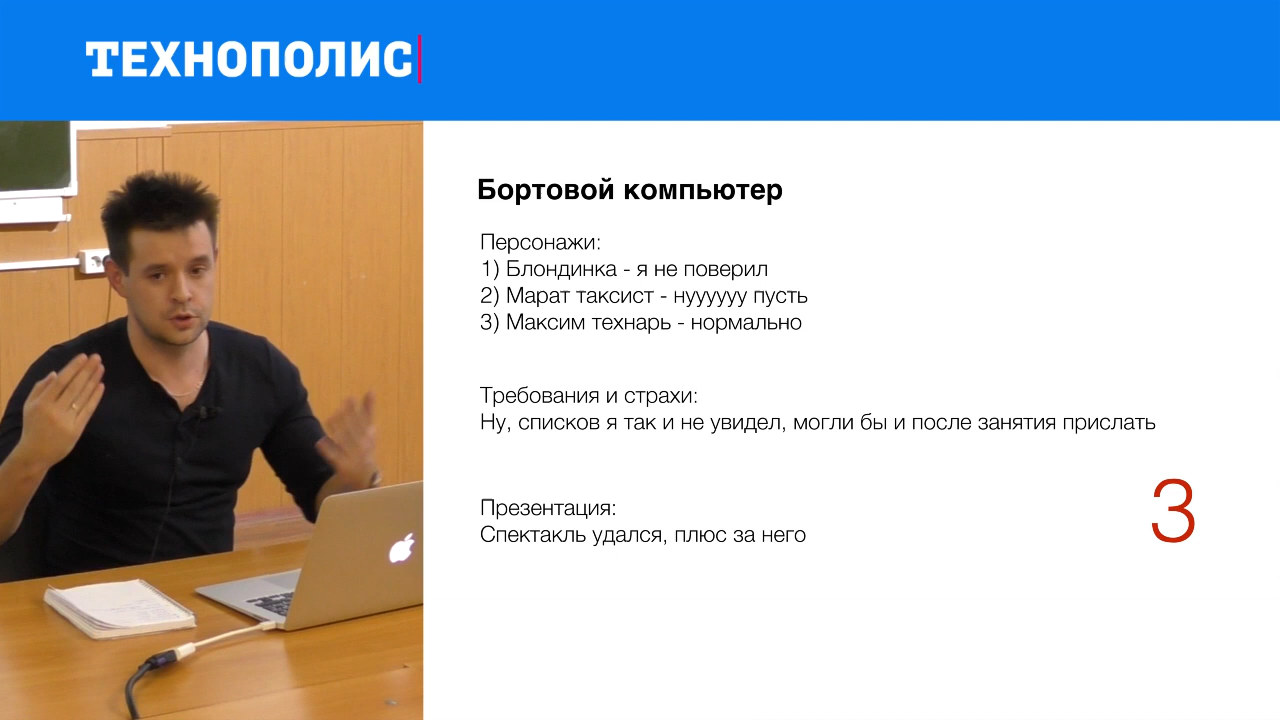 ТЕХНОПОЛИС
Бортовой компьютер
Персонажи:
1) Блондинка - я не поверил
2) Марат таксист - нуууууу пусть
3) Максим технарь - нормально
Требования и страхи:
Ну, списков я так и не увидел, могли бы и после занятия прислать
Презентация:
Спектакль удался, плюс за него
3